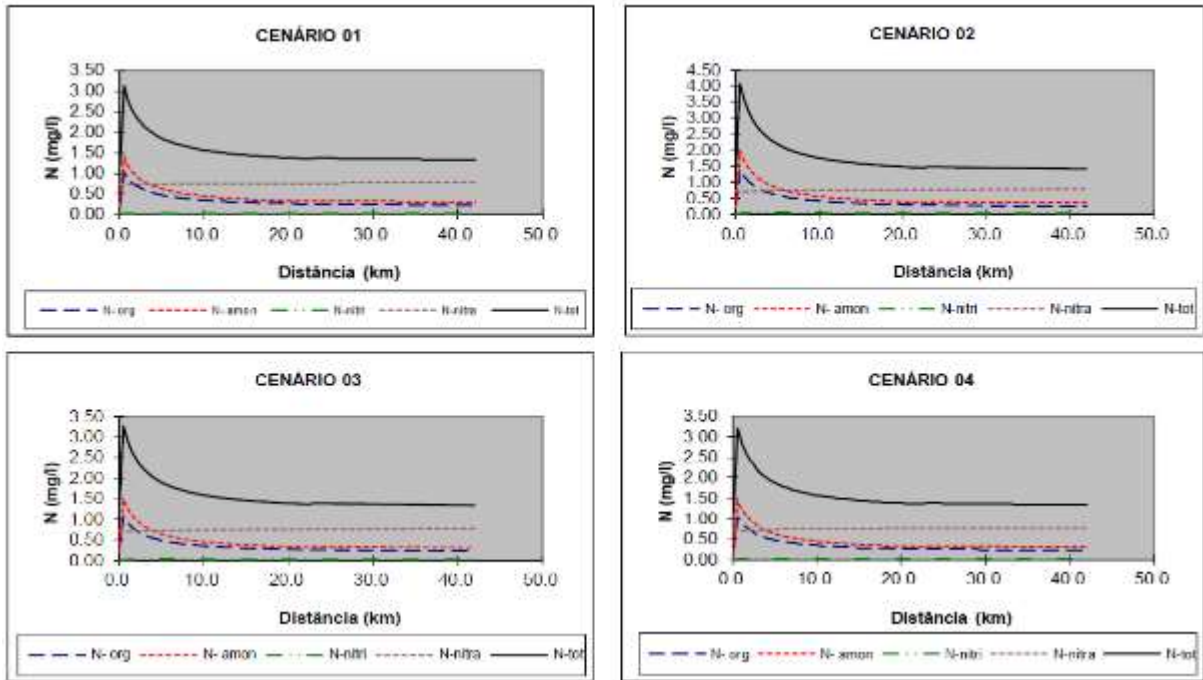 CENÁRIO 01
N (mg/l)
3.50
3.00
2.50
2.00
1.50
1.00
0.50
0.00
0.0 10.0 20.0 30.0 40.0 50.0
Distância (km)
N- org N- amon N-nitri N-nitra N-tot
CENÁRIO 02
N (mg/l)
4.50
4.00
3.50
3.00
2.50
2.00
1.50
1.00
0.50
0.00
0.0 10.0 20.0 30.0 40.0 50.0
Distância (km)
N- org N- amon N-nitri N-nitra N-tot
CENÁRIO 03
N (mg/l)
3.50
3.00
2.50
2.00
1.50
1.00
0.50
0.00
0.0 10.0 20.0 30.0 40.0 50.0
Distância (km)
N- org N- amon N-nitri N-nitra N-tot
CENÁRIO 04
N (mg/l)
3.50
3.00
2.50
2.00
1.50
1.00
0.50
0.00
0.0 10.0 20.0 30.0 40.0 50.0
Distância (km)
N- org N- amon N-nitri N-nitra N-tot